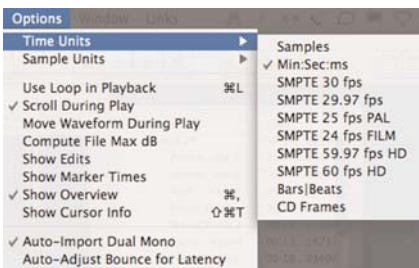 Options Window Links
Time Units
Sample Units
Use Loop in Playback ⌘L
✓ Scroll During Play
Move Waveform During Play
Compute File Max dB
Show Edits
Show Marker Times
✓ Show Overview ⌘,
Show Cursor Info ⇧⌘T
✓ Auto-Import Dual Mono
Auto-Adjust Bounce for Latency
Samples
✓ Min:Sec:ms
SMPTE 30 fps
SMPTE 29.97 fps
SMPTE 25 fps PAL
SMPTE 24 fps FILM
SMPTE 59.97 fps HD
SMPTE 60 fps HD
Bars|Beats
CD Frames